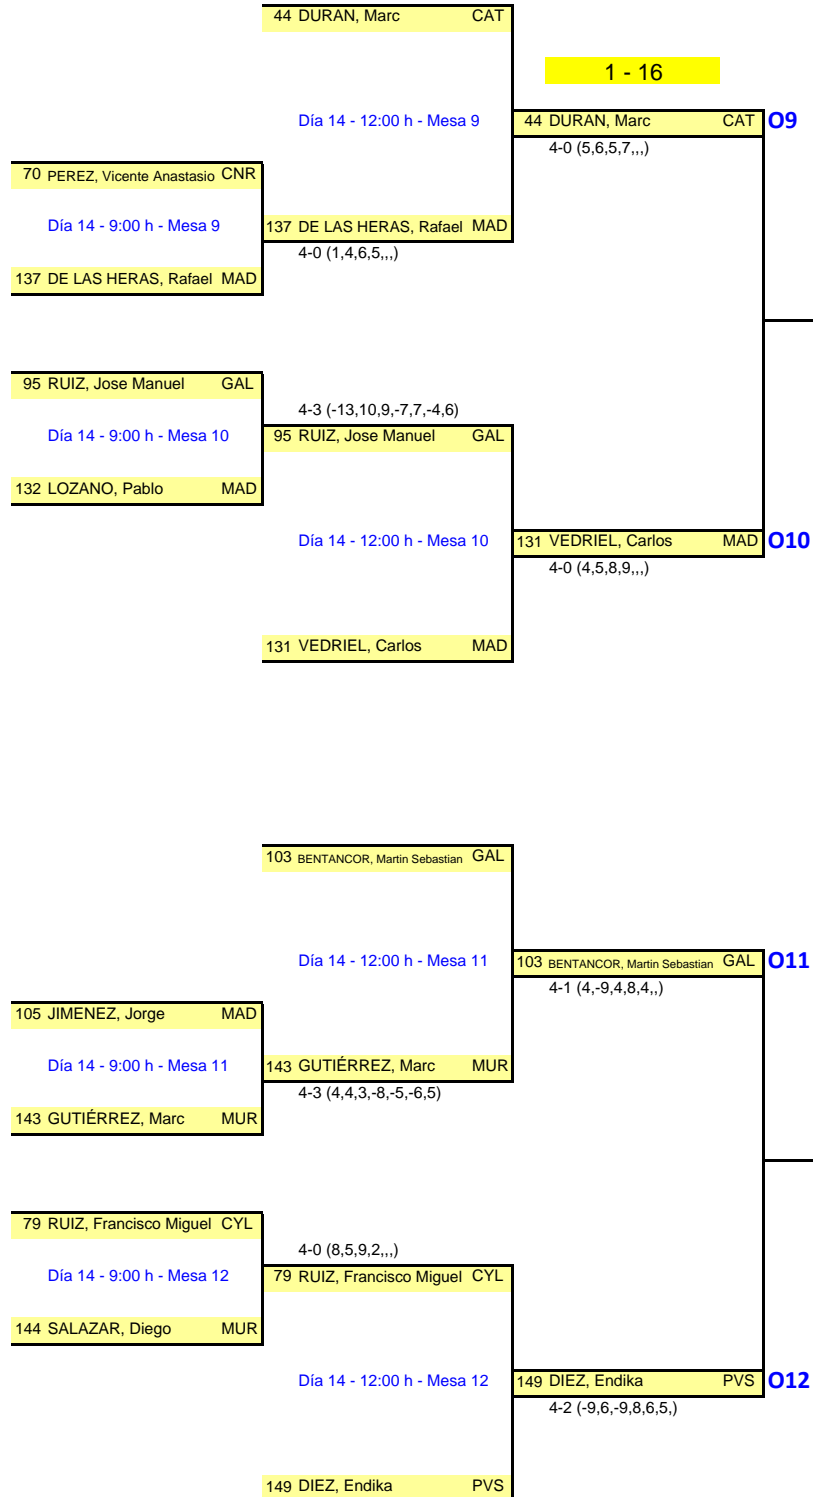 44 DURAN, Marc CAT
1 - 16
Día 14 - 12:00 h - Mesa 9
44 DURAN, Marc CAT O9
4-0 (5,6,5,7,,,)
70 PEREZ, Vicente Anastasio CNR
Día 14 - 9:00 h - Mesa 9
137 DE LAS HERAS, Rafael MAD
4-0 (1,4,6,5,,,)
137 DE LAS HERAS, Rafael MAD
95 RUIZ, Jose Manuel GAL
4-3 (-13,10,9,-7,7,-4,6)
Día 14 - 9:00 h - Mesa 10
95 RUIZ, Jose Manuel GAL
132 LOZANO, Pablo MAD
Día 14 - 12:00 h - Mesa 10
131 VEDRIEL, Carlos MAD O10
4-0 (4,5,8,9,,,)
131 VEDRIEL, Carlos MAD
103 BENTANCOR, Martin Sebastian GAL
Día 14 - 12:00 h - Mesa 11
103 BENTANCOR, Martin Sebastian GAL O11
4-1 (4,-9,4,8,4,,)
105 JIMENEZ, Jorge MAD
Día 14 - 9:00 h - Mesa 11
143 GUTIÉRREZ, Marc MUR
4-3 (4,4,3,-8,-5,-6,5)
143 GUTIÉRREZ, Marc MUR
79 RUIZ, Francisco Miguel CYL
4-0 (8,5,9,2,,,)
Día 14 - 9:00 h - Mesa 12
79 RUIZ, Francisco Miguel CYL
144 SALAZAR, Diego MUR
Día 14 - 12:00 h - Mesa 12
149 DIEZ, Endika PVS O12
4-2 (-9,6,-9,8,6,5,)
149 DIEZ, Endika PVS